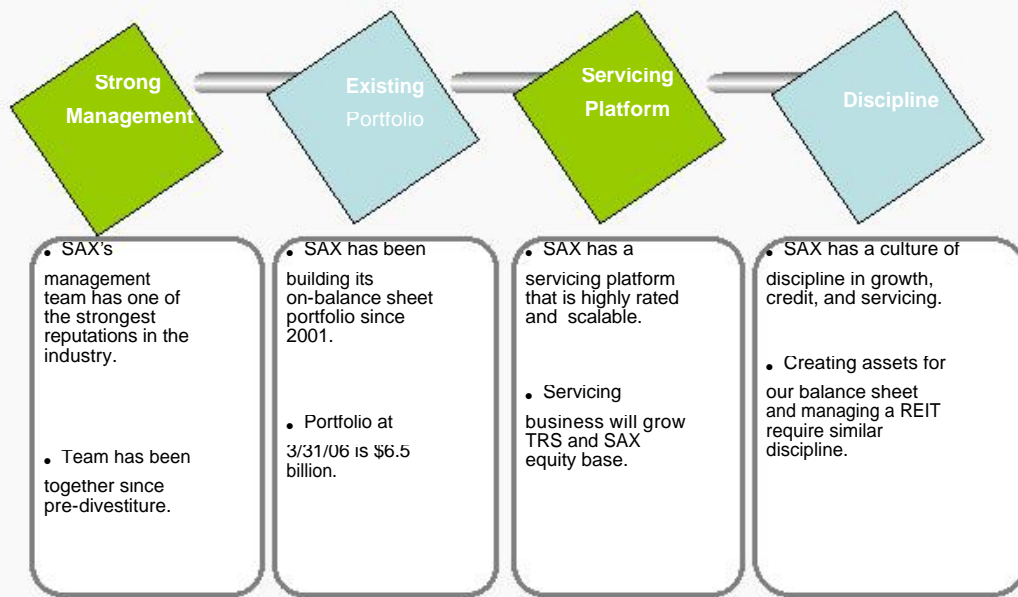 Strong
Management
Existing
Portfolio
Servicing
Platform
Discipline
• SAX's
management
team has one of
the strongest
reputations in the
industry.
• Team has been
together since
pre-divestiture.
• SAX has been
building its
on-balance sheet
portfolio since
2001.
• Portfolio at
3/31/06 is $6.5
billion.
• SAX has a
servicing platform
that is highly rated
and scalable.
• Servicing
business will grow
TRS and SAX
equity base.
• SAX has a culture of
discipline in growth,
credit, and servicing.
• Creating assets for
our balance sheet
and managing a REIT
require similar
discipline.